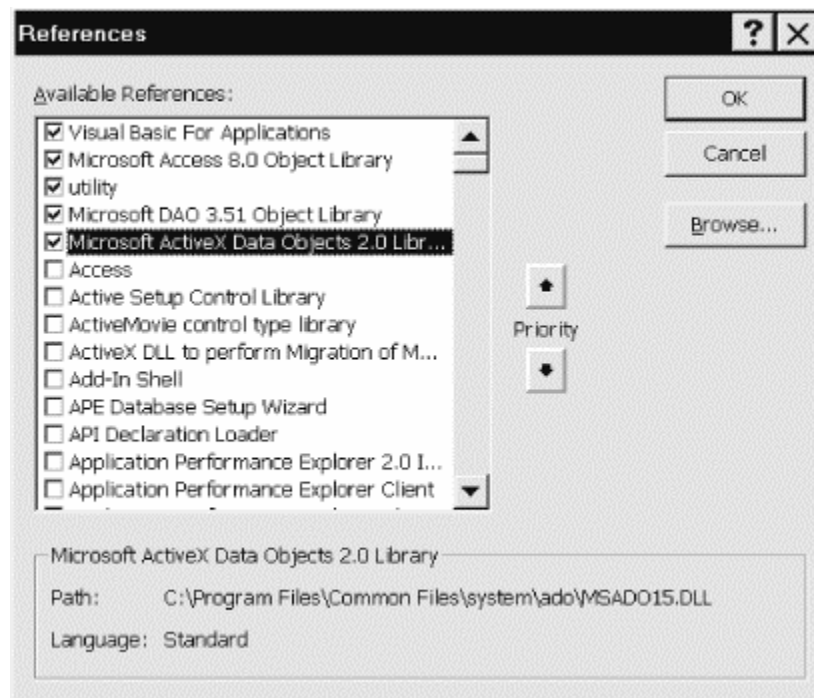 References
Available References:
Visual Basic For Applications
Microsoft Access 8.0 Object Library
utility
Microsoft DAO 3.51 Object Library
Microsoft ActiveX Data Objects 2.0 Libr...
Access
Active Setup Control Library
ActiveMovie control type library
ActiveX DLL to perform Migration of M...
Add-In Shell
APE Database Setup Wizard
API Declaration Loader
Application Performance Explorer 2.0 I...
Application Performance Explorer Client
Priority
OK
Cancel
Browse...
Microsoft ActiveX Data Objects 2.0 Library
Path: C:\Program Files\Common Files\system\ado\MSADO15.DLL
Language: Standard